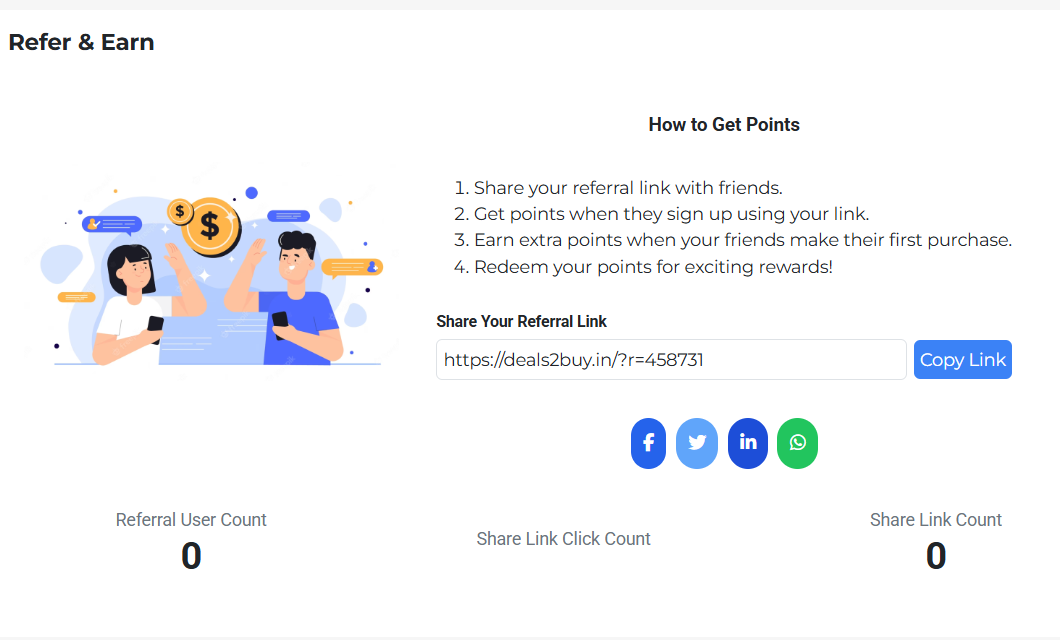 Refer & Earn
How to Get Points
1. Share your referral link with friends.
2. Get points when they sign up using your link.
3. Earn extra points when your friends make their first purchase.
4. Redeem your points for exciting rewards!
$
$
Share Your Referral Link
https://deals2buy.in/?r=458731
Copy Link
f
in
Referral User Count
0
Share Link Click Count
Share Link Count
0